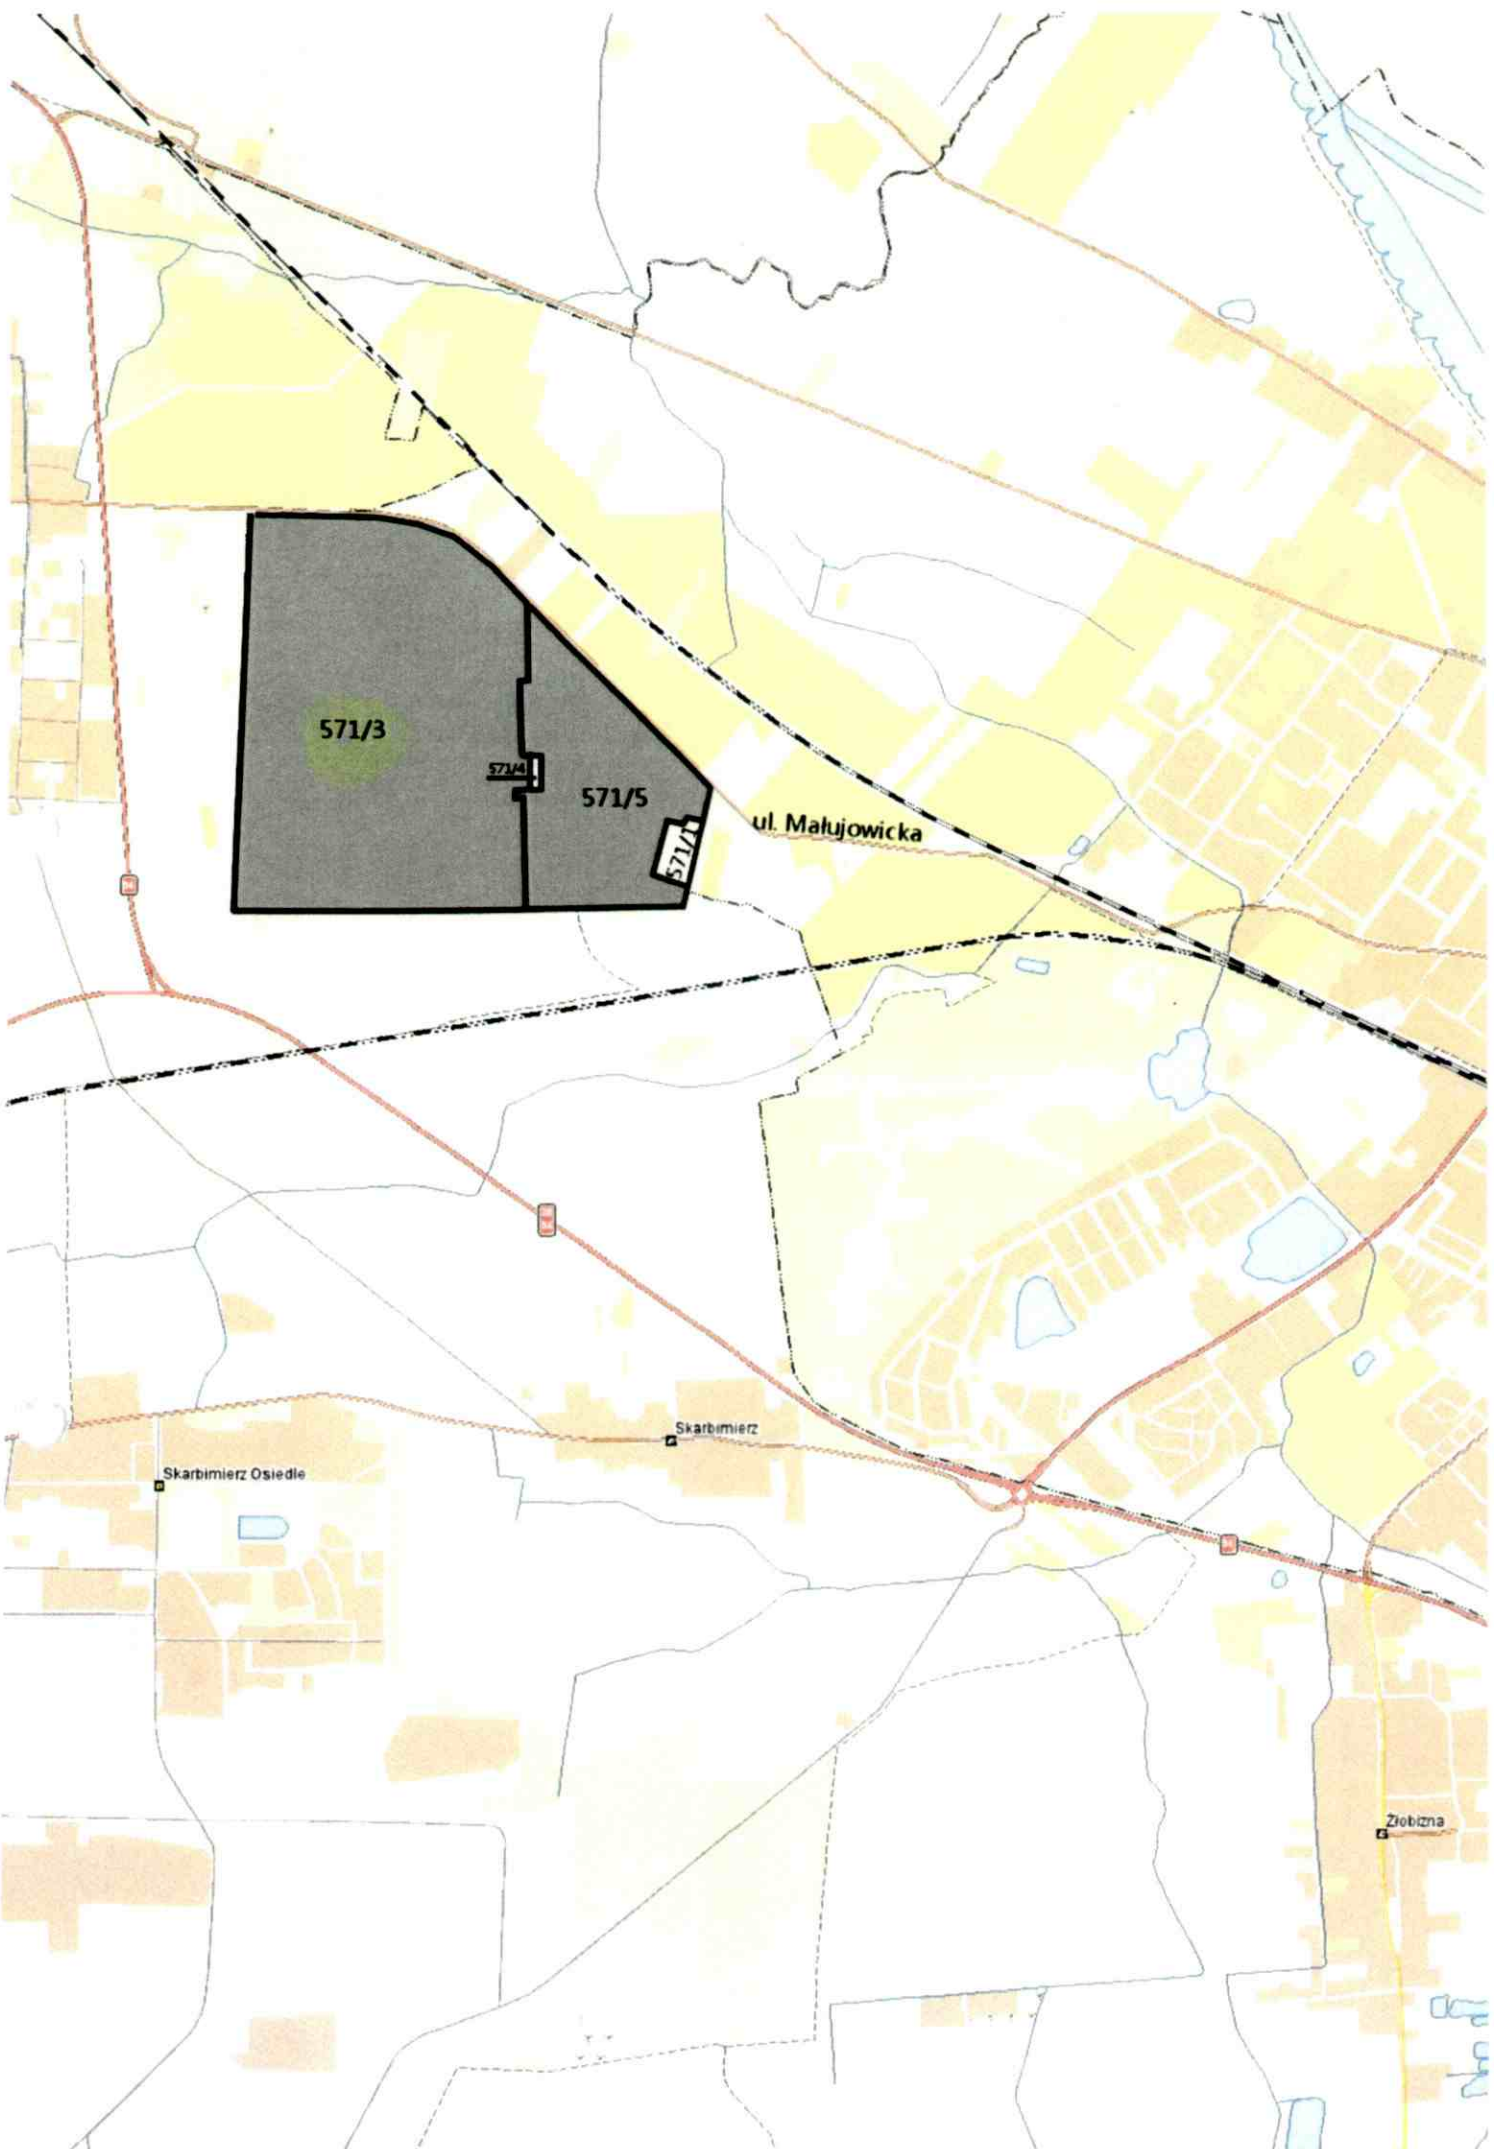 571/3
571/4
571/5
571/1
ul. Małujowicka
Skarbimierz
Skarbimierz Osiedle
Żłobizna